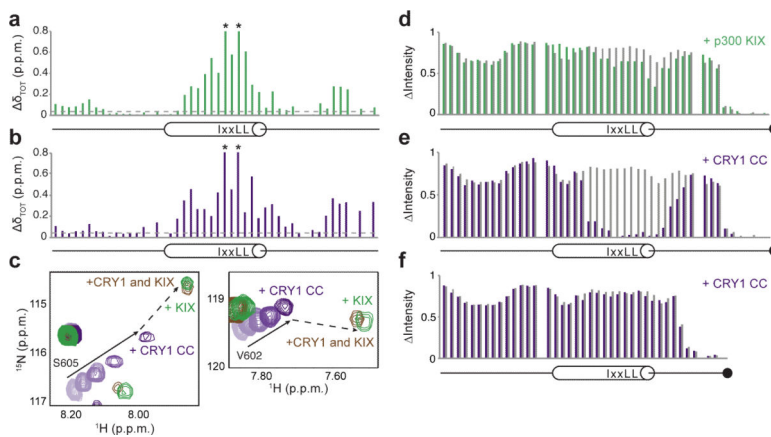 a
0.8
*
*
0.6
0.4
0.2
0
ΔδTOT (p.p.m.)
IxxLL
b
0.8
*
*
0.6
0.4
0.2
0
ΔδTOT (p.p.m.)
IxxLL
c
+CRY1 and KIX
+ KIX
115
116
117
15N (p.p.m.)
S605
+ CRY1 CC
8.20
8.00
1H (p.p.m.)
119
120
+ CRY1 CC
+ KIX
V602
+CRY1 and KIX
7.80
7.60
1H (p.p.m.)
d
+ p300 KIX
1
0.5
0
ΔIntensity
IxxLL
e
+ CRY1 CC
1
0.5
0
ΔIntensity
IxxLL
f
+ CRY1 CC
1
0.5
0
ΔIntensity
IxxLL